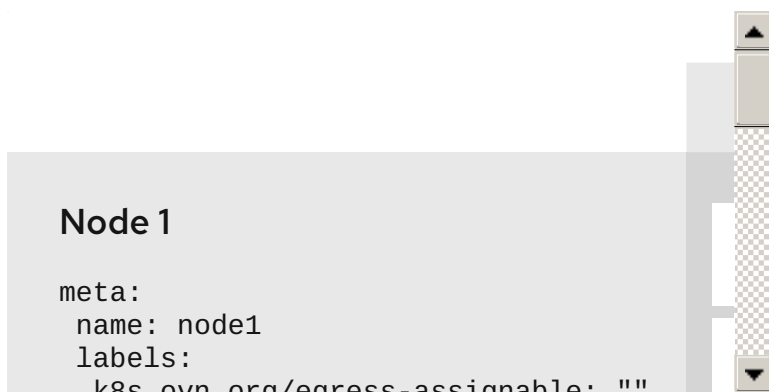 Node 1
meta:
name: node1
labels:
k8s.ovn.org/egress-assignable: ""